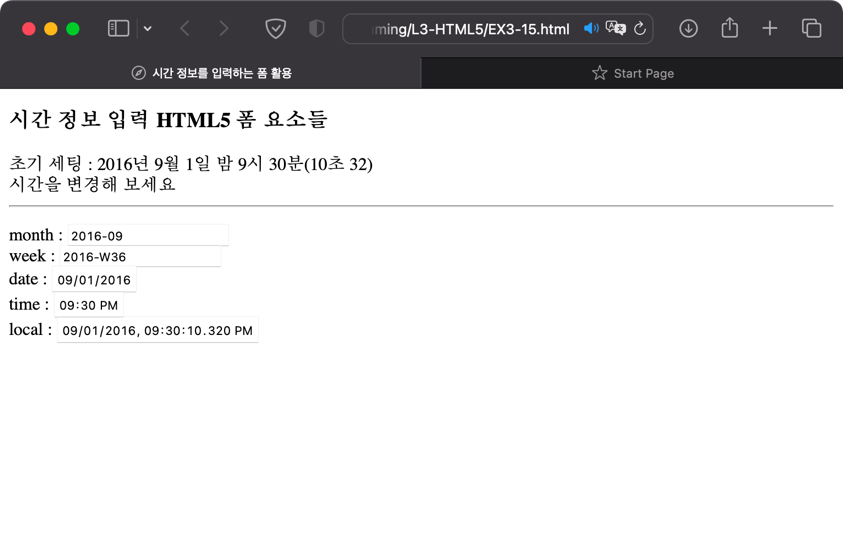 ming/L3-HTML5/EX3-15.html
시간 정보를 입력하는 폼 활용
Start Page
시간 정보 입력 HTML5 폼 요소들
초기 세팅 : 2016년 9월 1일 밤 9시 30분(10초 32)
시간을 변경해 보세요
month : 2016-09
week : 2016-W36
date : 09/01/2016
time : 09:30 PM
local : 09/01/2016, 09:30:10.320 PM